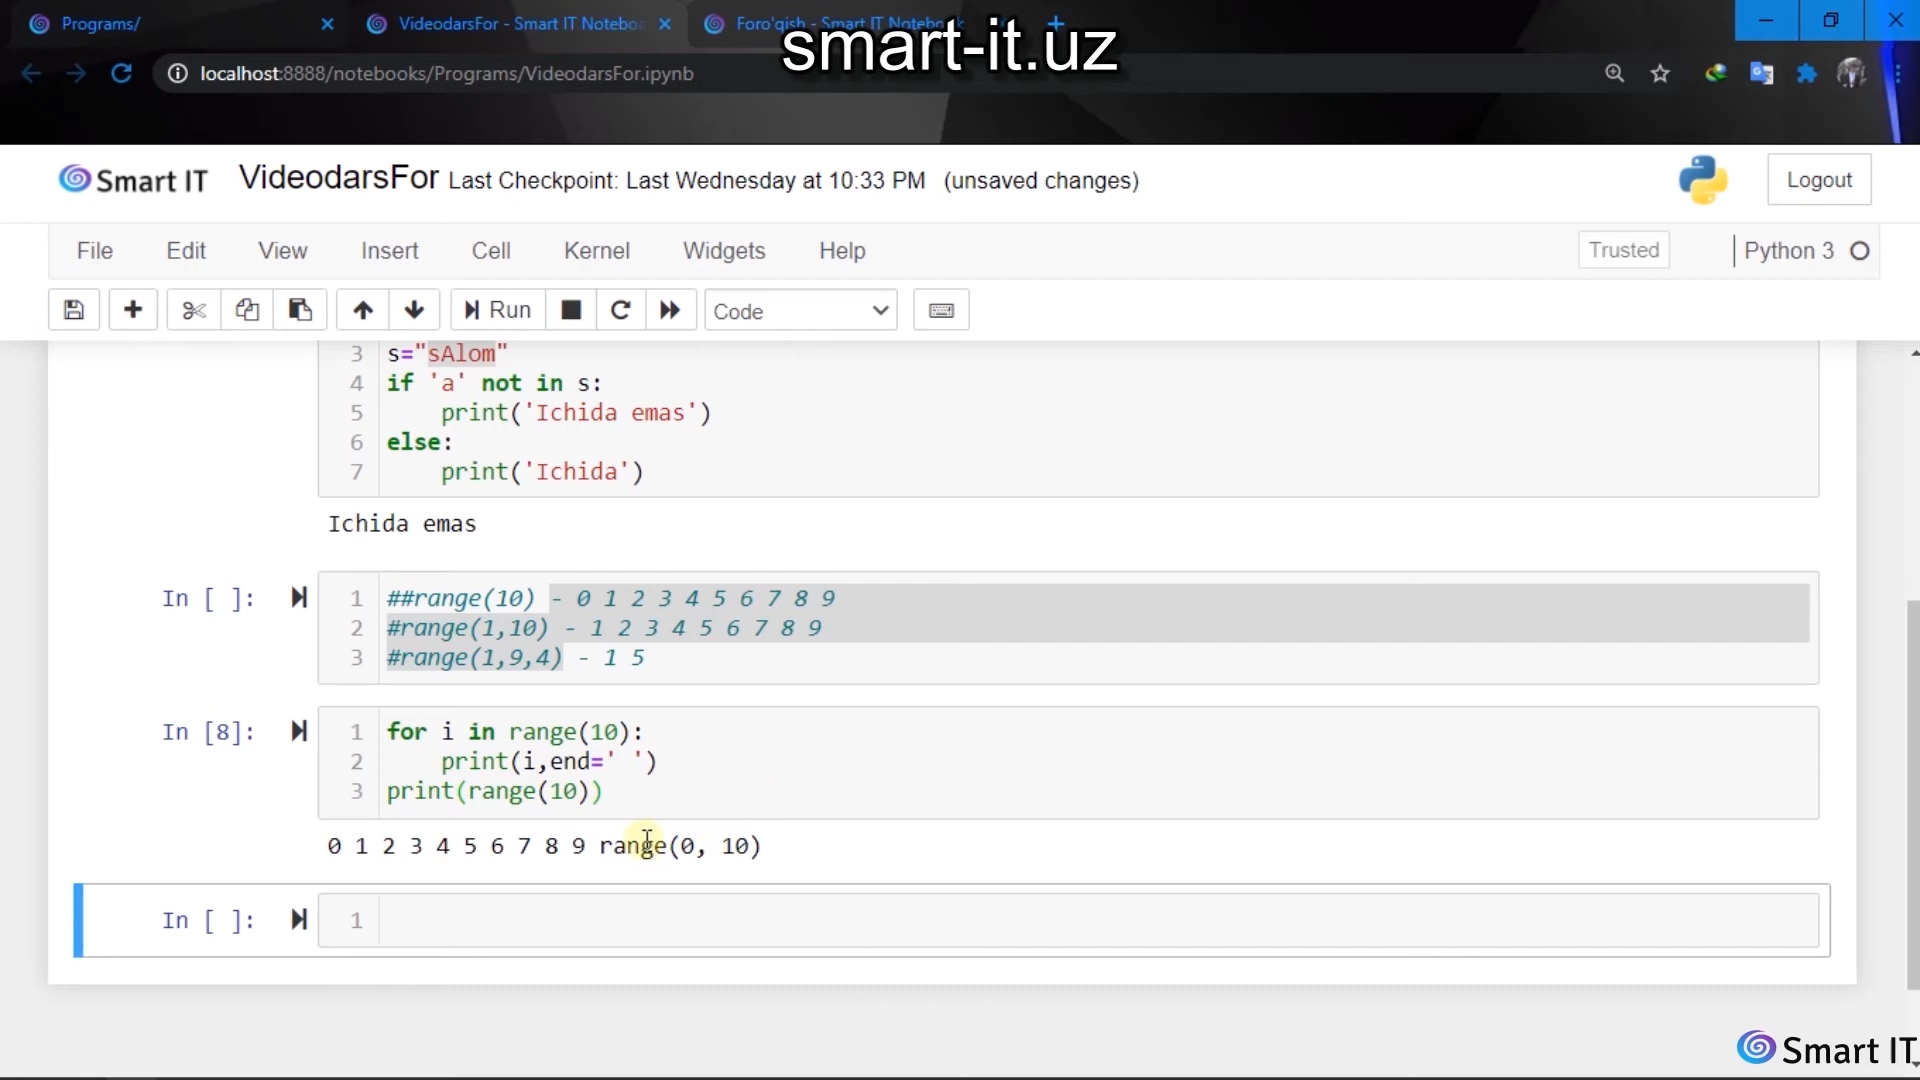 Programs/
VideodarsFor - Smart IT Noteboo
Foro'qish - Smart IT Notebook
smart-it.uz
localhost:8888/notebooks/Programs/VideodarsFor.ipynb
Smart IT
VideodarsFor Last Checkpoint: Last Wednesday at 10:33 PM (unsaved changes)
Logout
File Edit View Insert Cell Kernel Widgets Help
Trusted
Python 3
Run
Code
3 s="sAlom"
4 if 'a' not in s:
5     print('Ichida emas')
6 else:
7     print('Ichida')
Ichida emas
In [ ]:
1 ##range(10) - 0 1 2 3 4 5 6 7 8 9
2 #range(1,10) - 1 2 3 4 5 6 7 8 9
3 #range(1,9,4) - 1 5
In [8]:
1 for i in range(10):
2     print(i,end=' ')
3 print(range(10))
0 1 2 3 4 5 6 7 8 9 range(0, 10)
In [ ]:
1
Smart IT